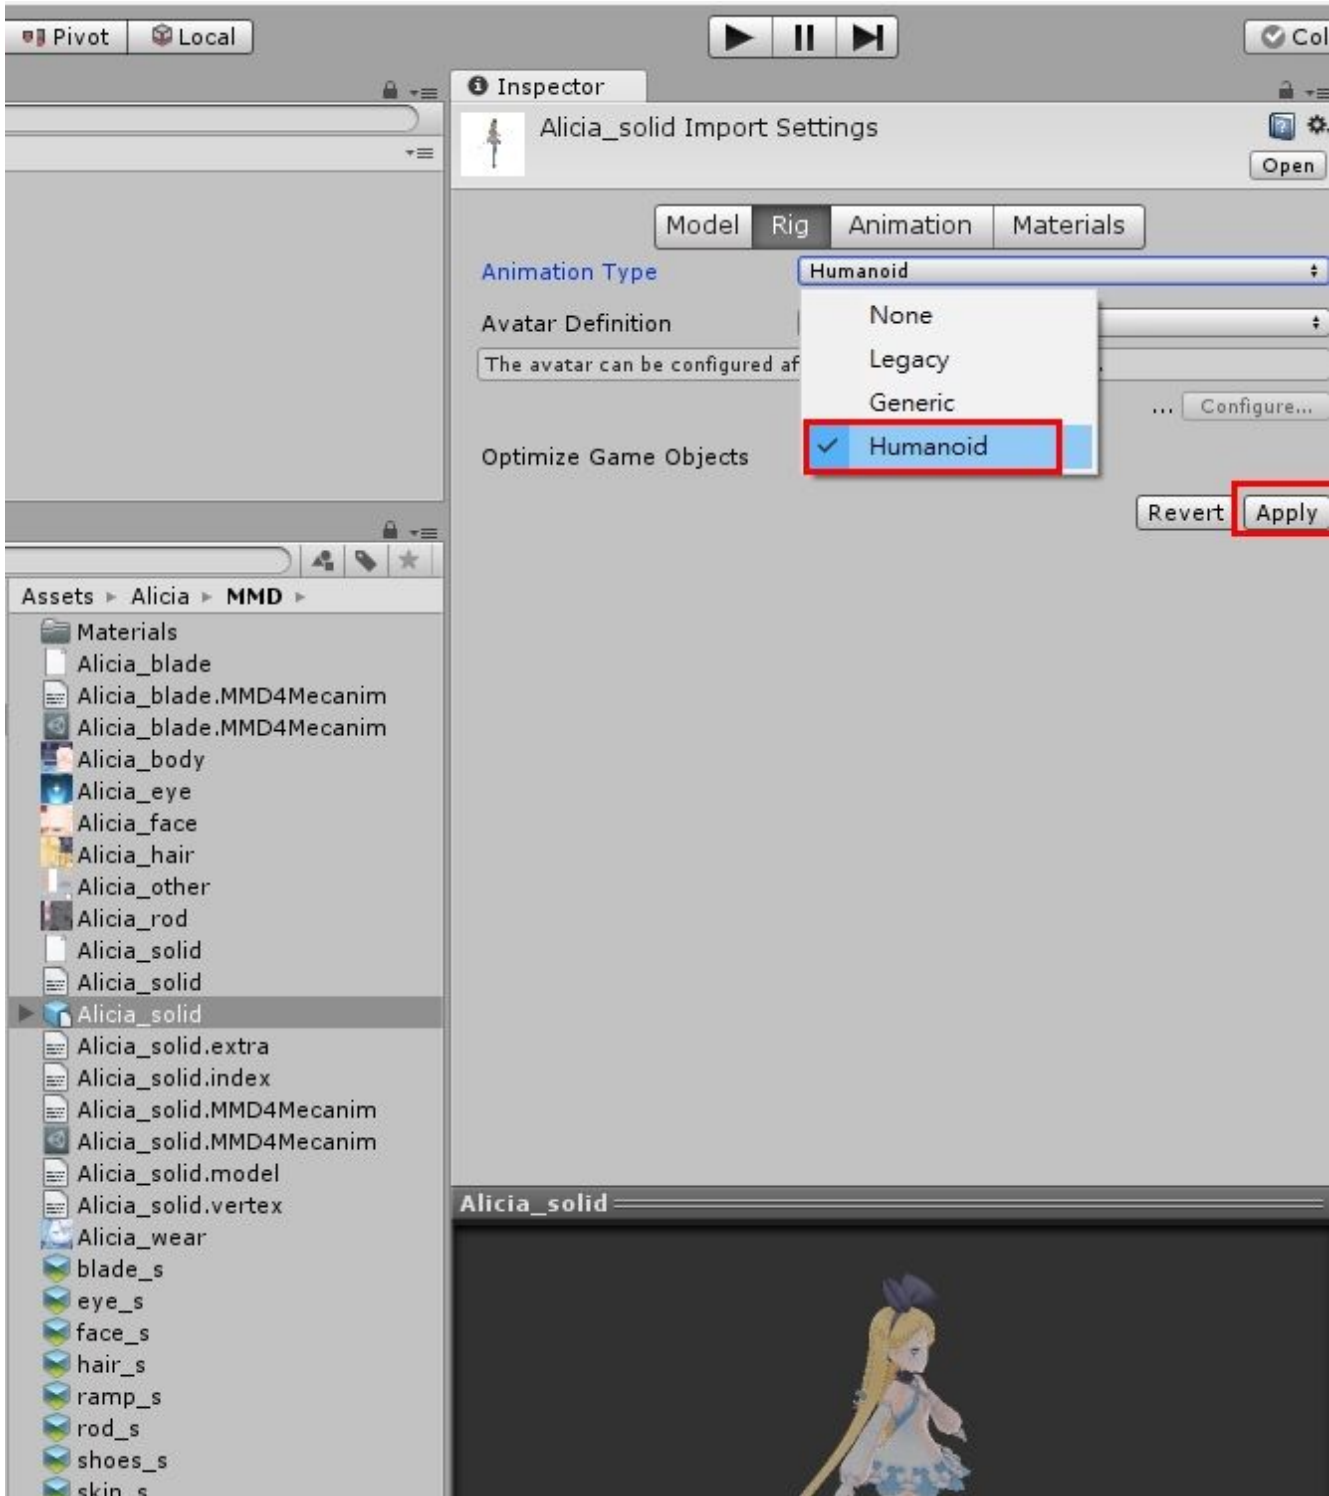 Pivot
Local
Col
Inspector
Alicia_solid Import Settings
Open
Model
Rig
Animation
Materials
Animation Type
Humanoid
None
Avatar Definition
Legacy
The avatar can be configured af
.
Generic
... Configure...
Humanoid
Optimize Game Objects
Revert
Apply
Assets
Alicia
MMD
Materials
Alicia_blade
Alicia_blade.MMD4Mecanim
Alicia_blade.MMD4Mecanim
Alicia_body
Alicia_eye
Alicia_face
Alicia_hair
Alicia_other
Alicia_rod
Alicia_solid
Alicia_solid
Alicia_solid
Alicia_solid.extra
Alicia_solid.index
Alicia_solid.MMD4Mecanim
Alicia_solid.MMD4Mecanim
Alicia_solid.model
Alicia_solid.vertex
Alicia_wear
blade_s
eye_s
face_s
hair_s
ramp_s
rod_s
shoes_s
skin_s
Alicia_solid